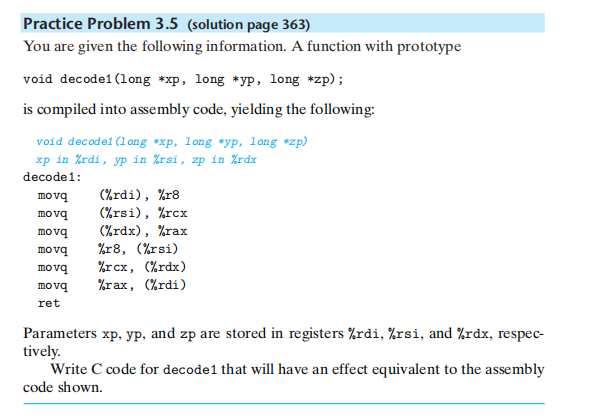 Practice Problem 3.5 (solution page 363)
You are given the following information. A function with prototype
void decode1(long *xp, long *yp, long *zp);
is compiled into assembly code, yielding the following:
void decode1(long *xp, long *yp, long *zp)
xp in %rdi, yp in %rsi, zp in %rdx
decode1:
movq (%rdi), %r8
movq (%rsi), %rcx
movq (%rdx), %rax
movq %r8, (%rsi)
movq %rcx, (%rdx)
movq %rax, (%rdi)
ret
Parameters xp, yp, and zp are stored in registers %rdi, %rsi, and %rdx, respec-
tively.
Write C code for decode1 that will have an effect equivalent to the assembly
code shown.